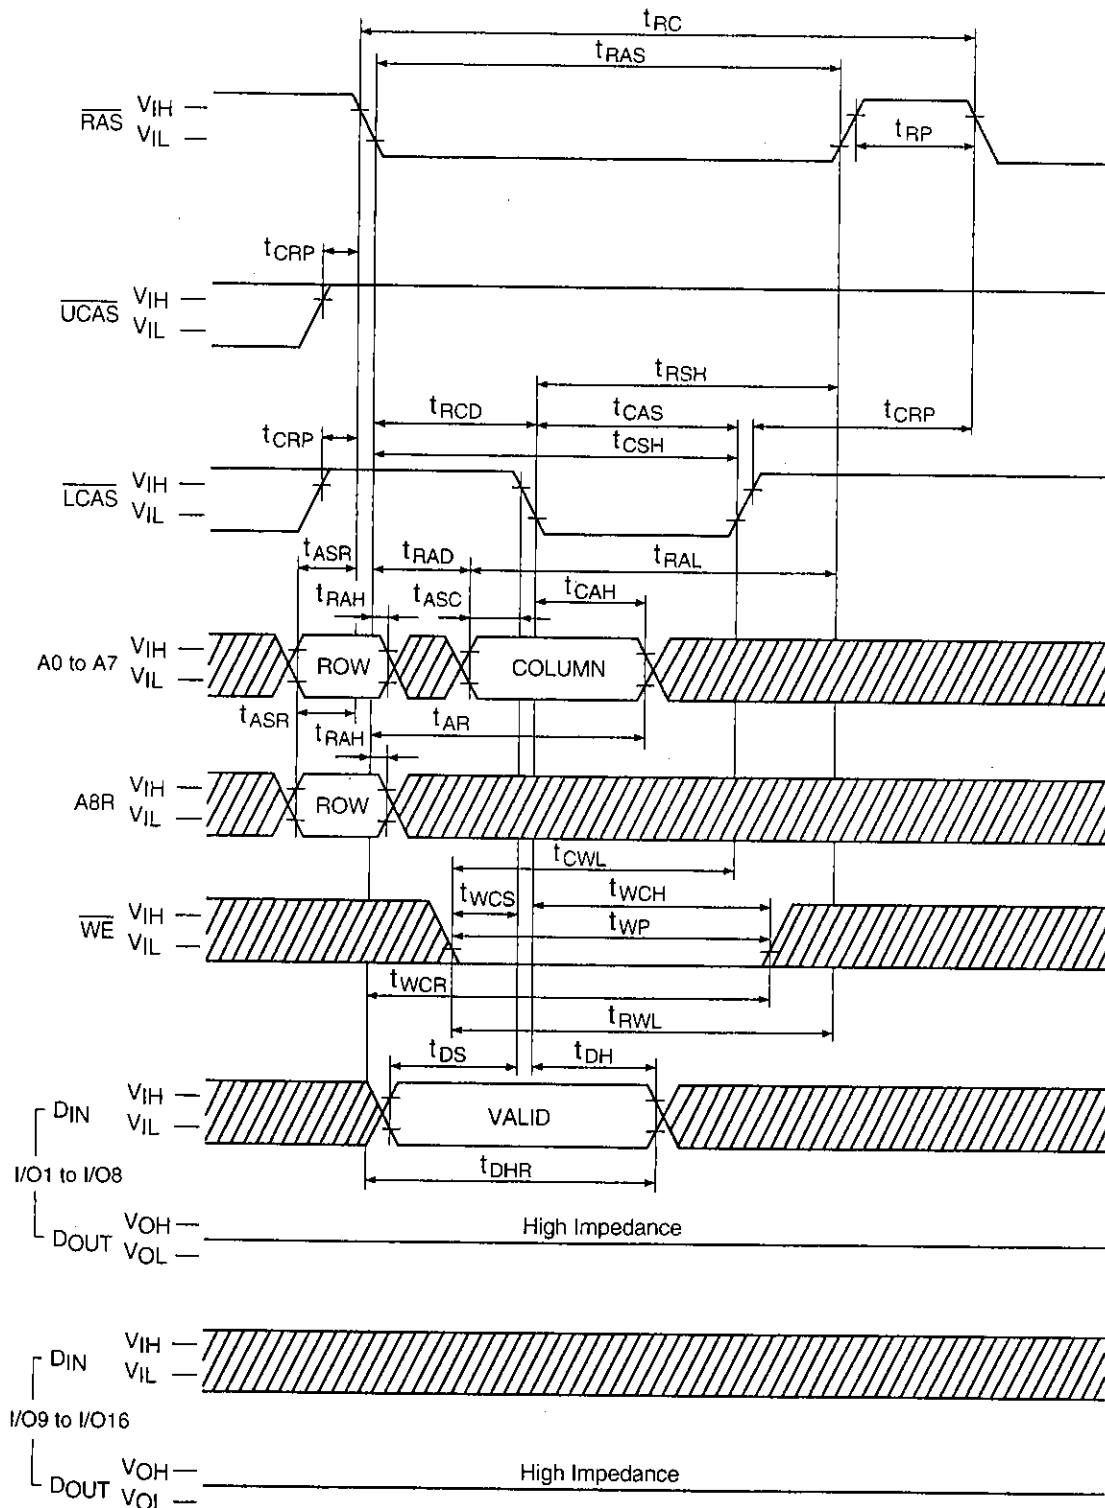 tRC
tRAS
RAS VIH
VIL
tRP
tCRP
UCAS VIH
VIL
tRSH
tRCD tCAS tCRP
tCRP tCSH
LCAS VIH
VIL
tASR tRAD tRAL
tRAH tASC tCAH
A0 to A7 VIH
VIL
ROW COLUMN
tASR tAR
tRAH
A8R VIH
VIL
ROW
tCWL
tWCS tWCH
WE VIH
VIL
tWP
tWCR
tRWL
tDS tDH
DIN VIH
VIL
VALID
I/O1 to I/O8
tDHR
DOUT VOH
VOL
High Impedance
DIN VIH
VIL
I/O9 to I/O16
DOUT VOH
VOL
High Impedance